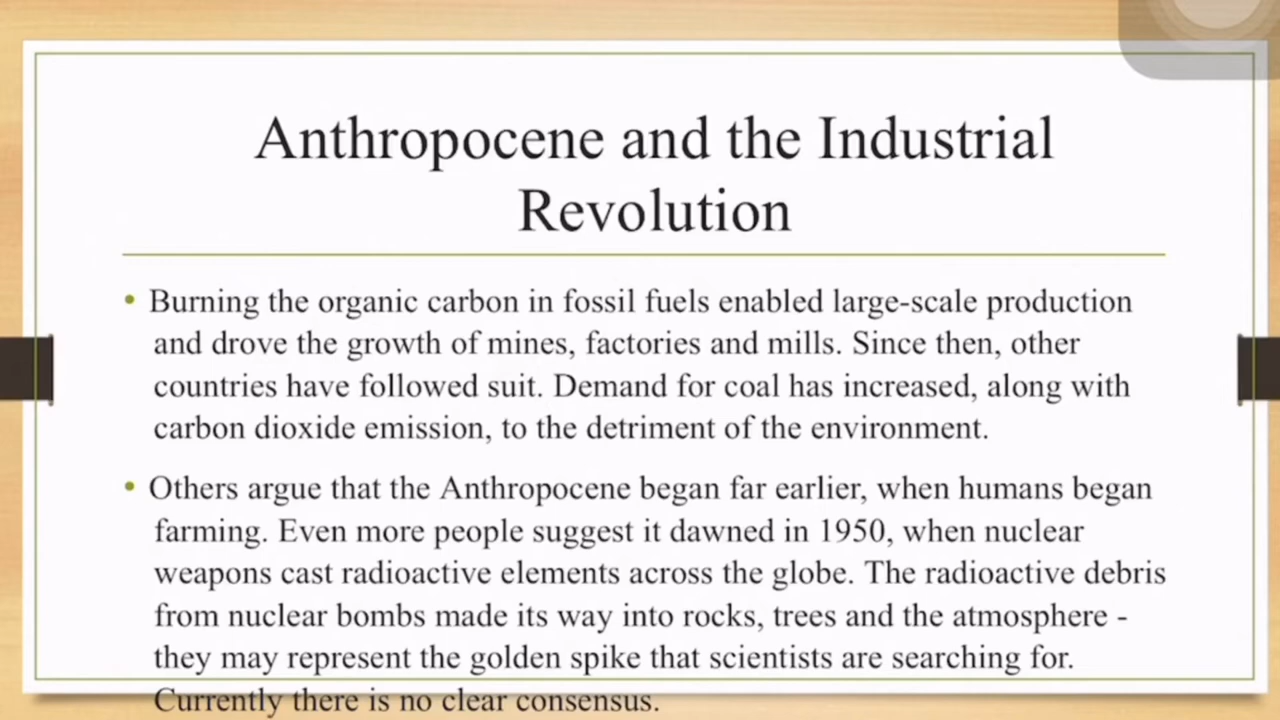 Anthropocene and the Industrial
Revolution
• Burning the organic carbon in fossil fuels enabled large-scale production
and drove the growth of mines, factories and mills. Since then, other
countries have followed suit. Demand for coal has increased, along with
carbon dioxide emission, to the detriment of the environment.
• Others argue that the Anthropocene began far earlier, when humans began
farming. Even more people suggest it dawned in 1950, when nuclear
weapons cast radioactive elements across the globe. The radioactive debris
from nuclear bombs made its way into rocks, trees and the atmosphere -
they may represent the golden spike that scientists are searching for.
Currently there is no clear consensus.